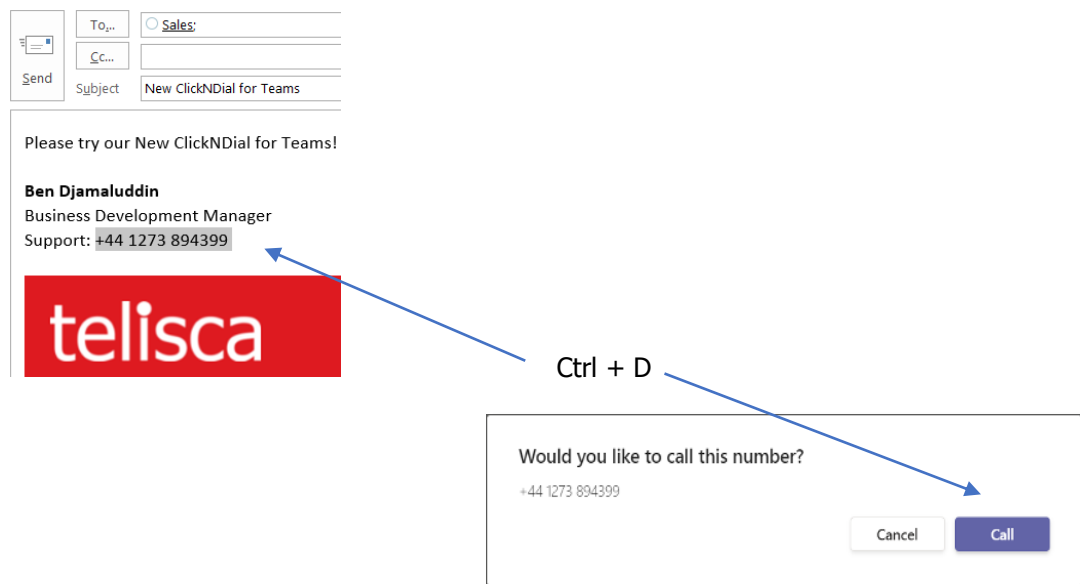 To...
Sales;
Cc...
Send
Subject
New ClickNDial for Teams
Please try our New ClickNDial for Teams!
Ben Djamaluddin
Business Development Manager
Support: +44 1273 894399
telisca
Ctrl + D
Would you like to call this number?
+44 1273 894399
Cancel
Call